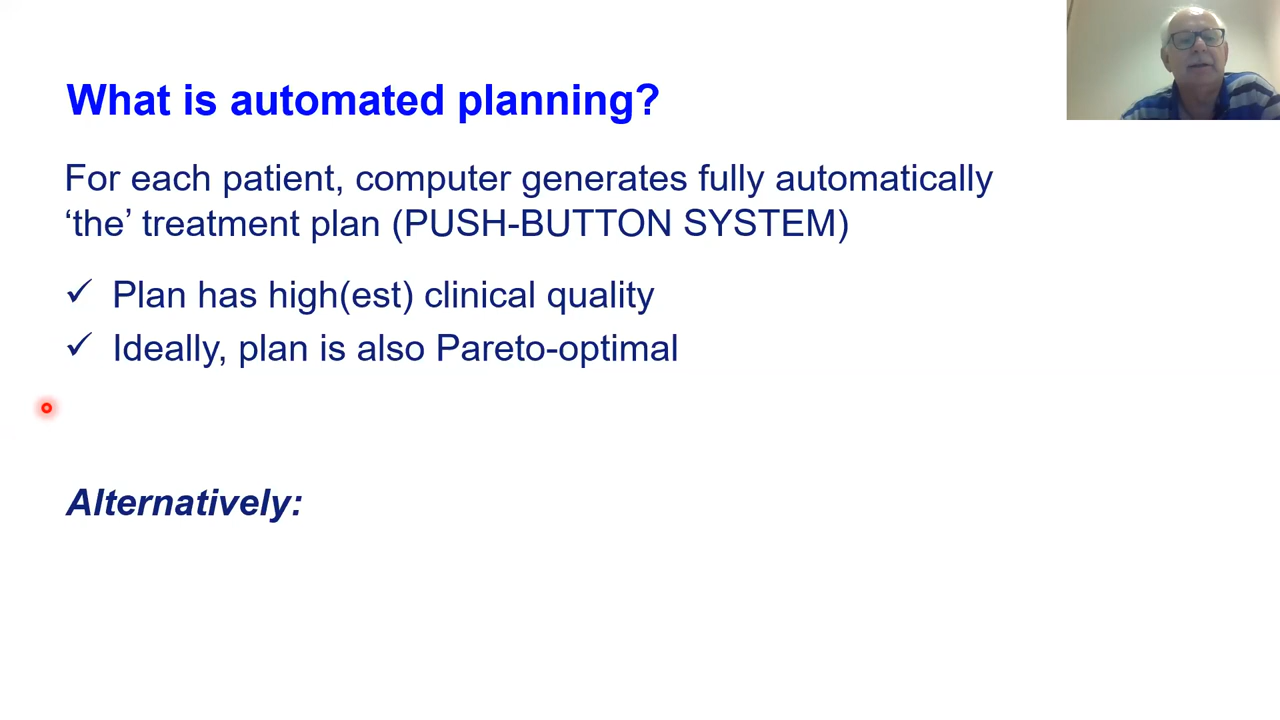 What is automated planning?
For each patient, computer generates fully automatically
‘the’ treatment plan (PUSH-BUTTON SYSTEM)
✓ Plan has high(est) clinical quality
✓ Ideally, plan is also Pareto-optimal
Alternatively: